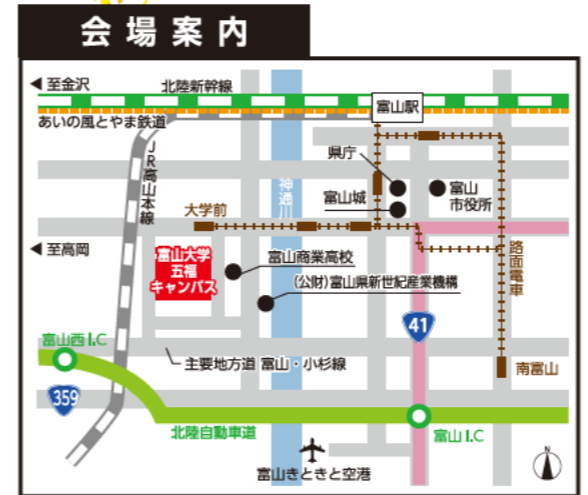 会場案内
至金沢
北陸新幹線
富山駅
あいの風とやま鉄道
JR高山本線
県庁
神通川
富山城
富山
市役所
大学前
至高岡
富山大学
五福
キャンパス
富山商業高校
(公財)富山県新世紀産業機構
路面電車
41
富山西I.C
主要地方道 富山・小杉線
南富山
359
北陸自動車道
富山I.C
富山きときと空港